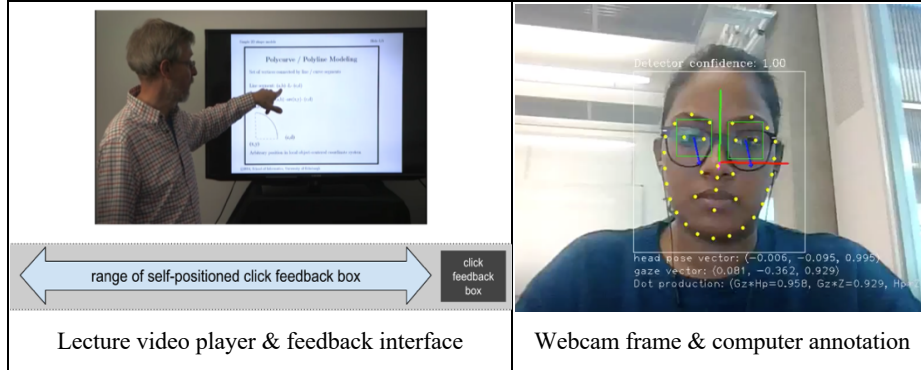 Polycurve / Polyline Modeling
range of self-positioned click feedback box
click
feedback
box
Lecture video player & feedback interface
Detector confidence: 1.00
head pose vector: (-0.006, -0.095, 0.995)
gaze vector: (0.081, -0.362, 0.929)
Dot production: (Gz*Hp=0.958, Gz*Z=0.929, Hp*Z
Webcam frame & computer annotation